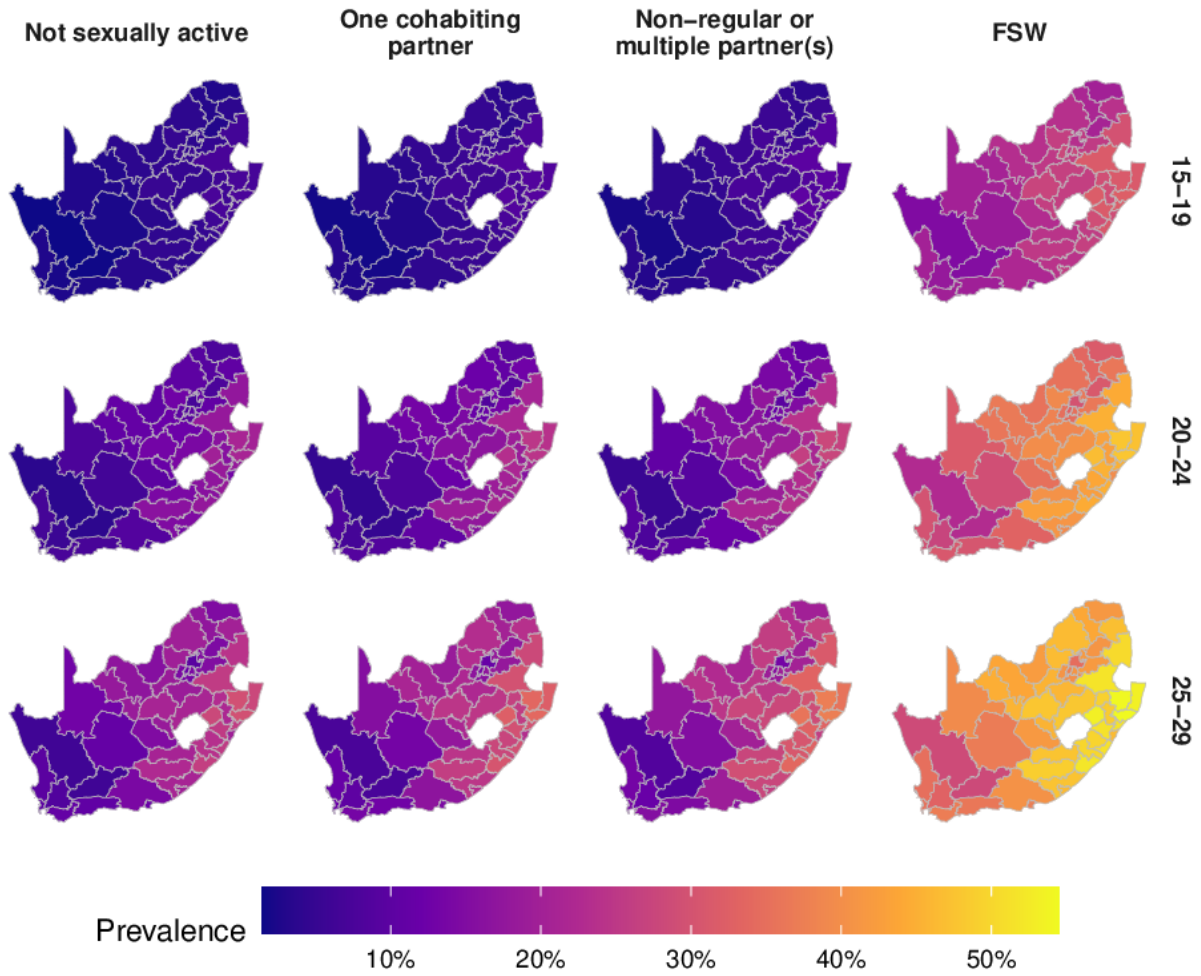 Not sexually active
One cohabiting
partner
Non−regular or
multiple partner(s)
FSW
15−19
20−24
25−29
Prevalence
10%
20%
30%
40%
50%